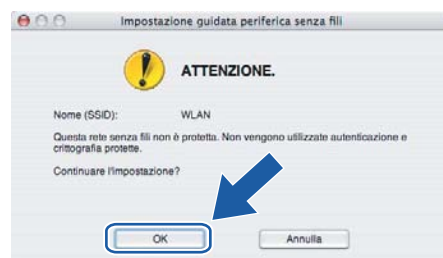 Impostazione guidata periferica senza fili
ATTENZIONE.
Nome (SSID): WLAN
Questa rete senza fili non è protetta. Non vengono utilizzate autenticazione e
crittografia protette.
Continuare l'impostazione?
OK Annulla